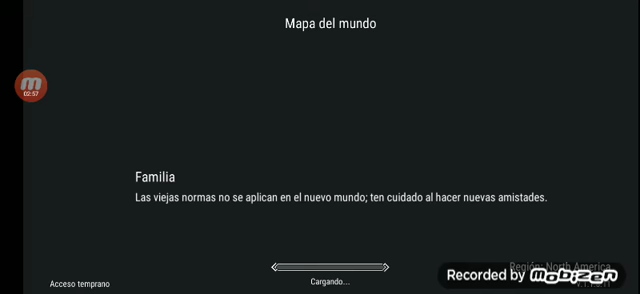 Mapa del mundo
02:57
Familia
Las viejas normas no se aplican en el nuevo mundo; ten cuidado al hacer nuevas amistades.
Región: North America
Recorded by Mobizen
Cargando...
Acceso temprano